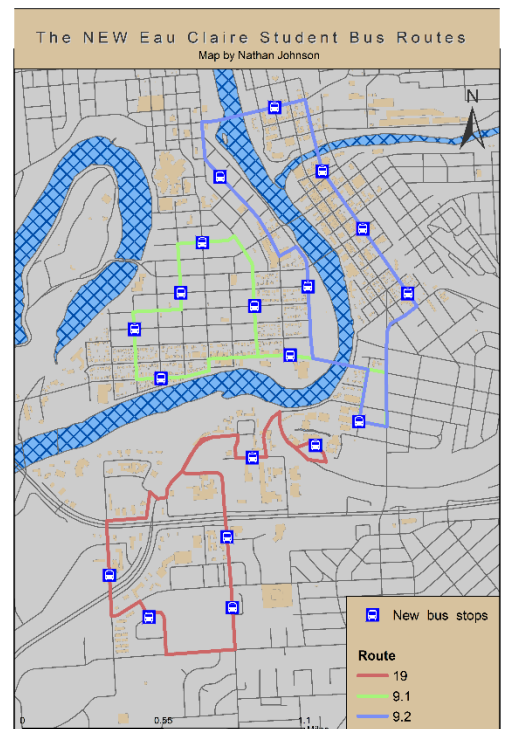 The NEW Eau Claire Student Bus Routes
Map by Nathan Johnson
N
New bus stops
Route
19
9.1
9.2
0 0.55 1.1
Miles